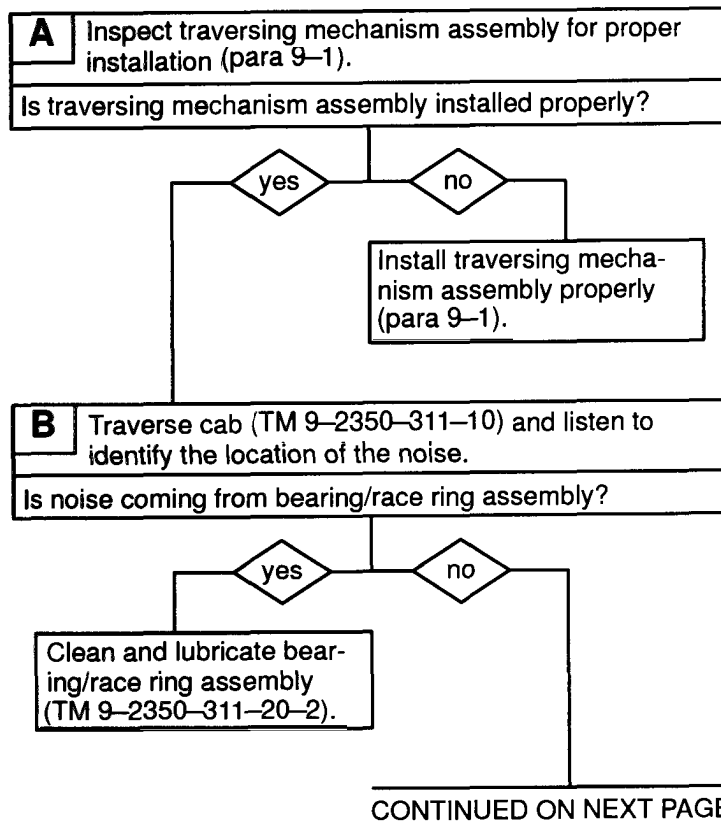 A Inspect traversing mechanism assembly for proper
installation (para 9–1).
Is traversing mechanism assembly installed properly?
yes no
Install traversing mecha-
nism assembly properly
(para 9–1).
B Traverse cab (TM 9–2350–311–10) and listen to
identify the location of the noise.
Is noise coming from bearing/race ring assembly?
yes no
Clean and lubricate bear-
ing/race ring assembly
(TM 9–2350–311–20–2).
CONTINUED ON NEXT PAGE